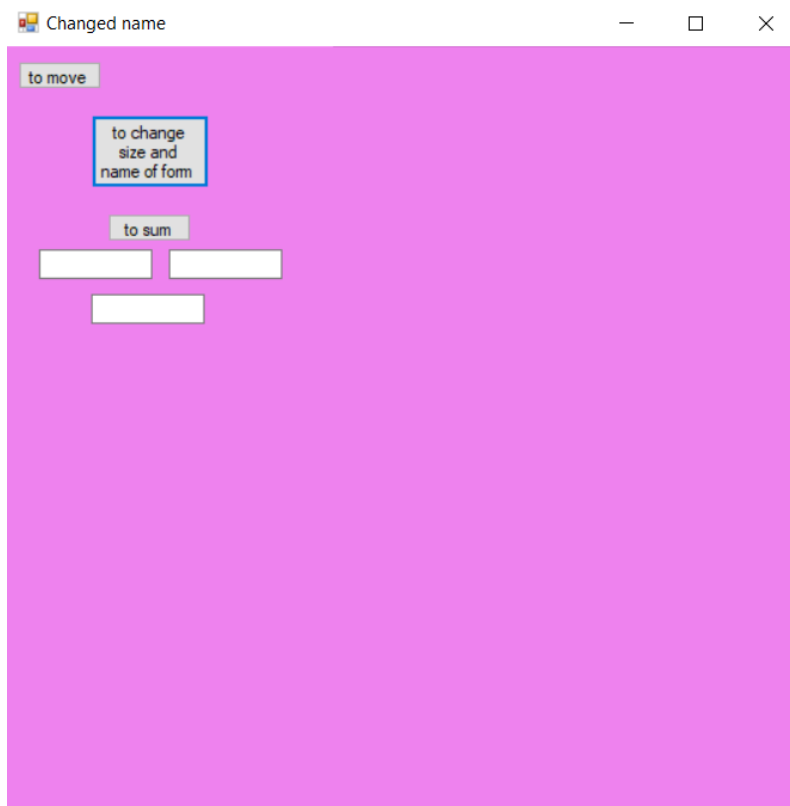 Changed name
to move
to change
size and
name of form
to sum